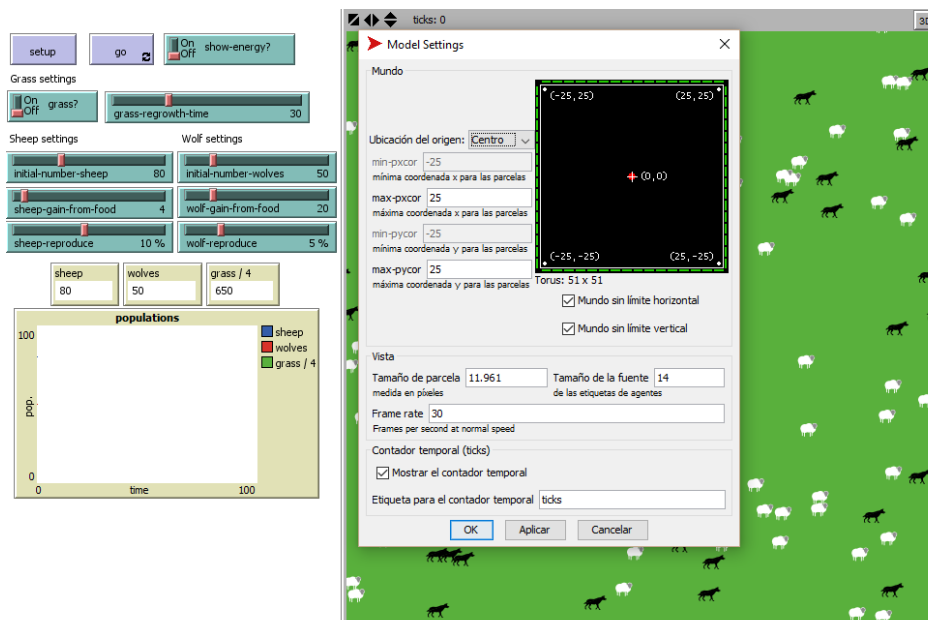 setup
go
On
Off
show-energy?
Grass settings
On
Off
grass?
grass-regrowth-time 30
Sheep settings
Wolf settings
initial-number-sheep 80
initial-number-wolves 50
sheep-gain-from-food 4
wolf-gain-from-food 20
sheep-reproduce 10 %
wolf-reproduce 5 %
sheep
80
wolves
50
grass / 4
650
populations
100
pop.
0
0
time
100
sheep
wolves
grass / 4
ticks: 0
3D
Model Settings
Mundo
Ubicación del origen: Centro
min-pxcor -25
mínima coordenada x para las parcelas
max-pxcor 25
máxima coordenada x para las parcelas
min-pycor -25
mínima coordenada y para las parcelas
max-pycor 25
máxima coordenada y para las parcelas
(-25,25)
(25,25)
(0,0)
(-25,-25)
(25,-25)
Torus: 51 x 51
Mundo sin límite horizontal
Mundo sin límite vertical
Vista
Tamaño de parcela 11.961
medida en píxeles
Tamaño de la fuente 14
de las etiquetas de agentes
Frame rate 30
Frames per second at normal speed
Contador temporal (ticks)
Mostrar el contador temporal
Etiqueta para el contador temporal ticks
OK
Aplicar
Cancelar